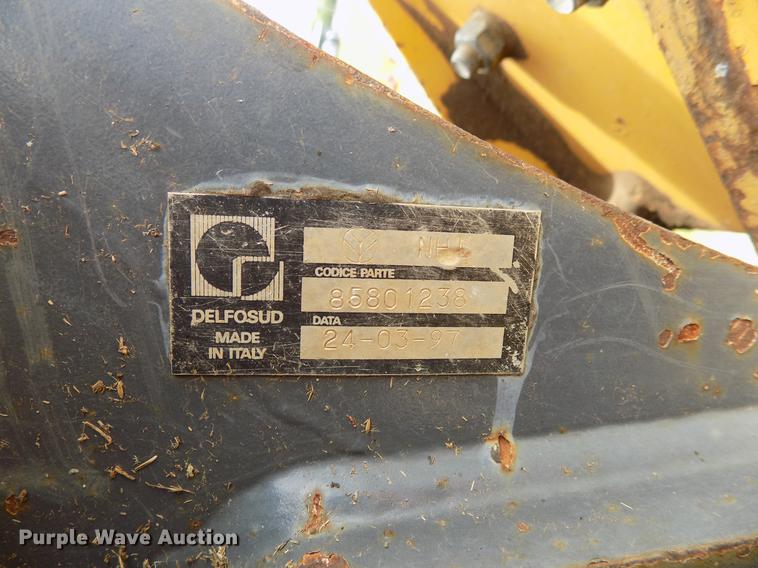 NH
CODICE PARTE
85801238
DATA
24-03-97
DELFOSUD
MADE
IN ITALY
Purple Wave Auction